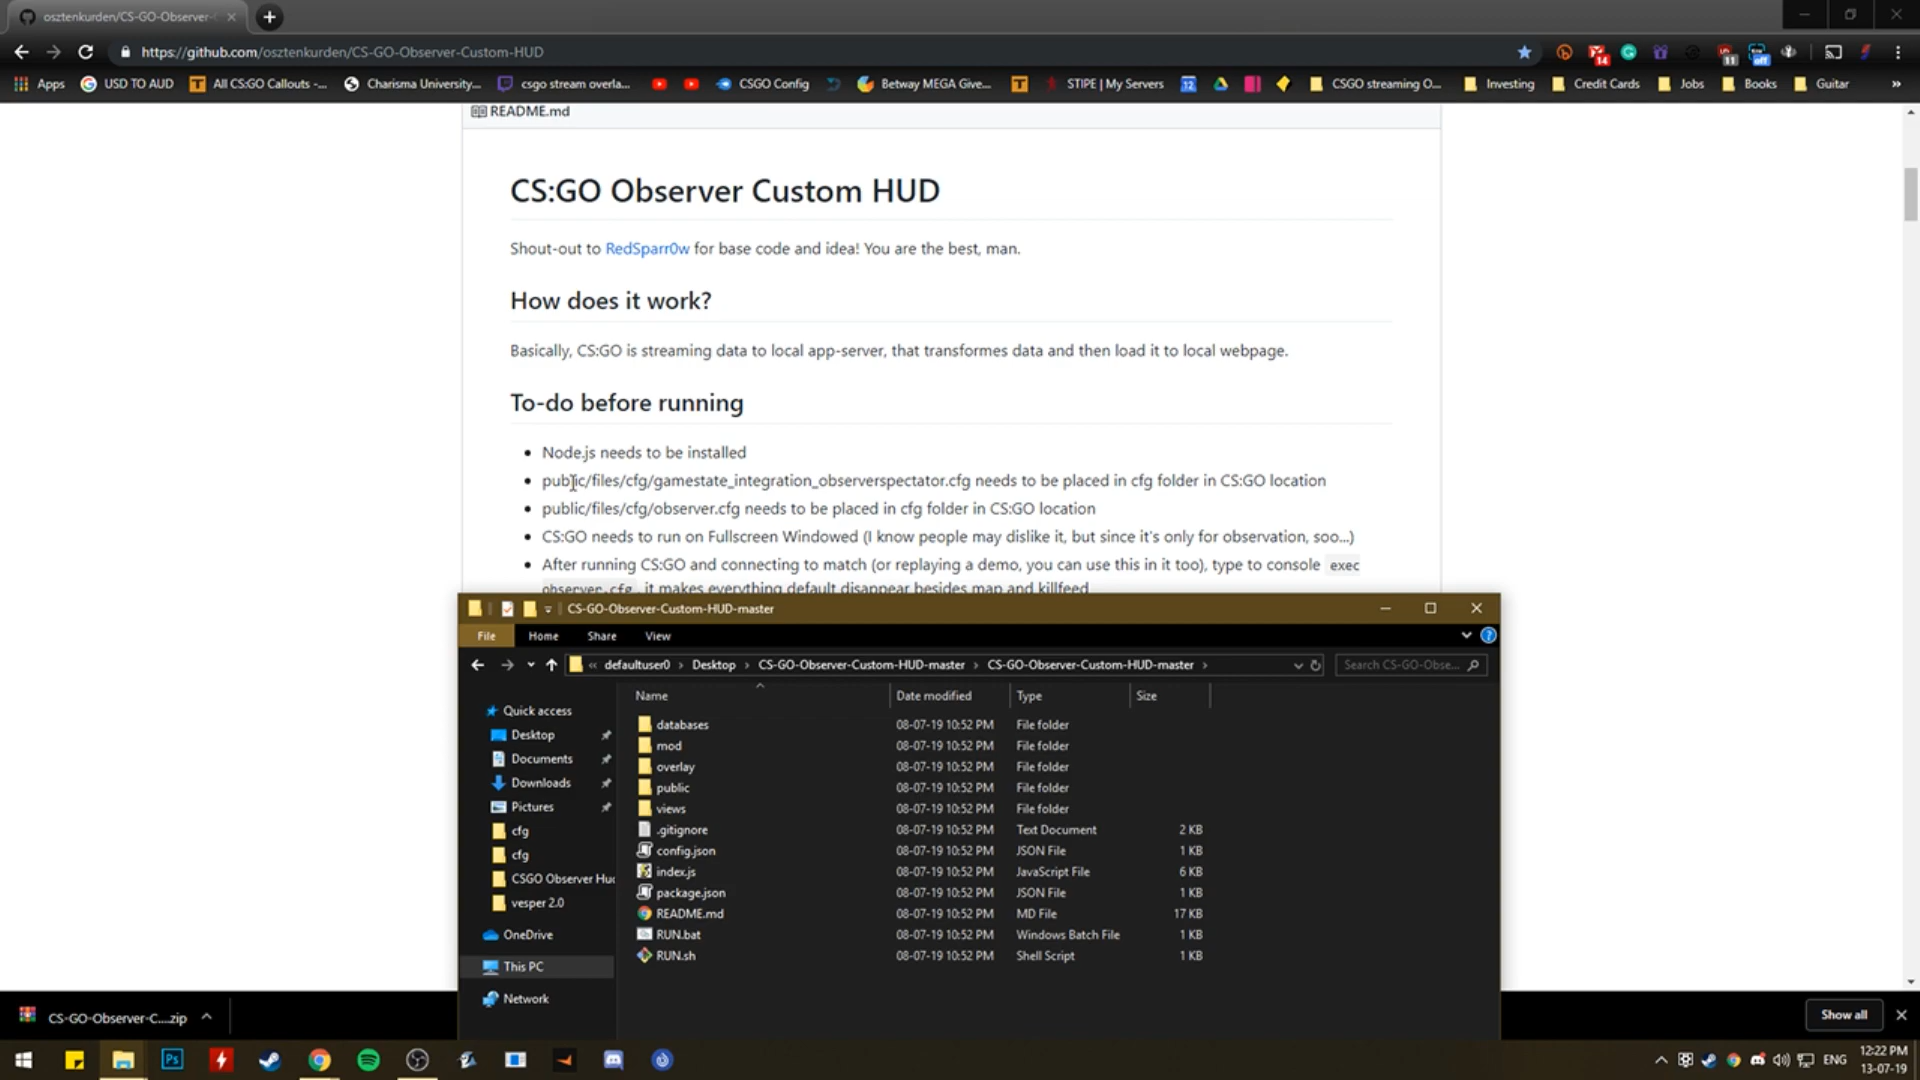 osztenkurden/CS-GO-Observer-
https://github.com/osztenkurden/CS-GO-Observer-Custom-HUD
14
11
off
Apps
USD TO AUD
All CS:GO Callouts -...
Charisma University...
csgo stream overla...
CSGO Config
Betway MEGA Give...
STIPE | My Servers
12
CSGO streaming O...
Investing
Credit Cards
Jobs
Books
Guitar
»
README.md
CS:GO Observer Custom HUD
Shout-out to RedSparr0w for base code and idea! You are the best, man.
How does it work?
Basically, CS:GO is streaming data to local app-server, that transformes data and then load it to local webpage.
To-do before running
• Node.js needs to be installed
• public/files/cfg/gamestate_integration_observerspectator.cfg needs to be placed in cfg folder in CS:GO location
• public/files/cfg/observer.cfg needs to be placed in cfg folder in CS:GO location
• CS:GO needs to run on Fullscreen Windowed (I know people may dislike it, but since it's only for observation, soo...)
• After running CS:GO and connecting to match (or replaying a demo, you can use this in it too), type to console exec
observer.cfg , it makes everything default disappear besides map and killfeed
CS-GO-Observer-Custom-HUD-master
File Home Share View
« defaultuser0 › Desktop › CS-GO-Observer-Custom-HUD-master › CS-GO-Observer-Custom-HUD-master ›
Search CS-GO-Obse...
Name Date modified Type Size
Quick access
Desktop
Documents
Downloads
Pictures
cfg
cfg
CSGO Observer Huc
vesper 2.0
OneDrive
This PC
Network
databases 08-07-19 10:52 PM File folder
mod 08-07-19 10:52 PM File folder
overlay 08-07-19 10:52 PM File folder
public 08-07-19 10:52 PM File folder
views 08-07-19 10:52 PM File folder
.gitignore 08-07-19 10:52 PM Text Document 2 KB
config.json 08-07-19 10:52 PM JSON File 1 KB
index.js 08-07-19 10:52 PM JavaScript File 6 KB
package.json 08-07-19 10:52 PM JSON File 1 KB
README.md 08-07-19 10:52 PM MD File 17 KB
RUN.bat 08-07-19 10:52 PM Windows Batch File 1 KB
RUN.sh 08-07-19 10:52 PM Shell Script 1 KB
CS-GO-Observer-C....zip
Show all
Ps
ENG
12:22 PM
13-07-19